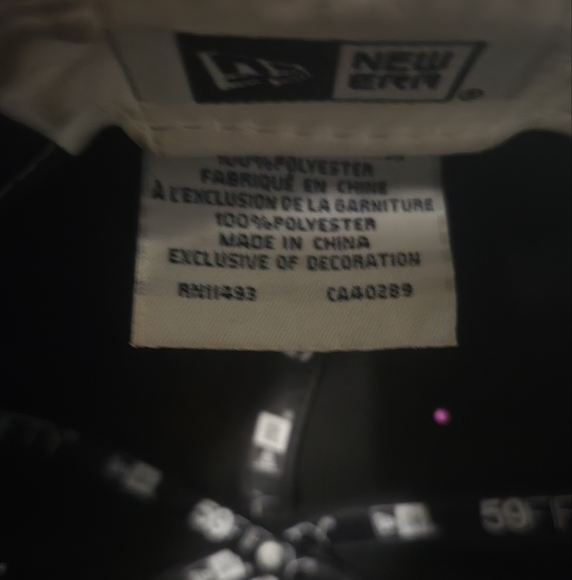 NEW
ERA
®
100%POLYESTER
FABRIQUÉ EN CHINE
À L'EXCLUSION DE LA GARNITURE
100%POLYESTER
MADE IN CHINA
EXCLUSIVE OF DECORATION
RN11493 CA40289
59